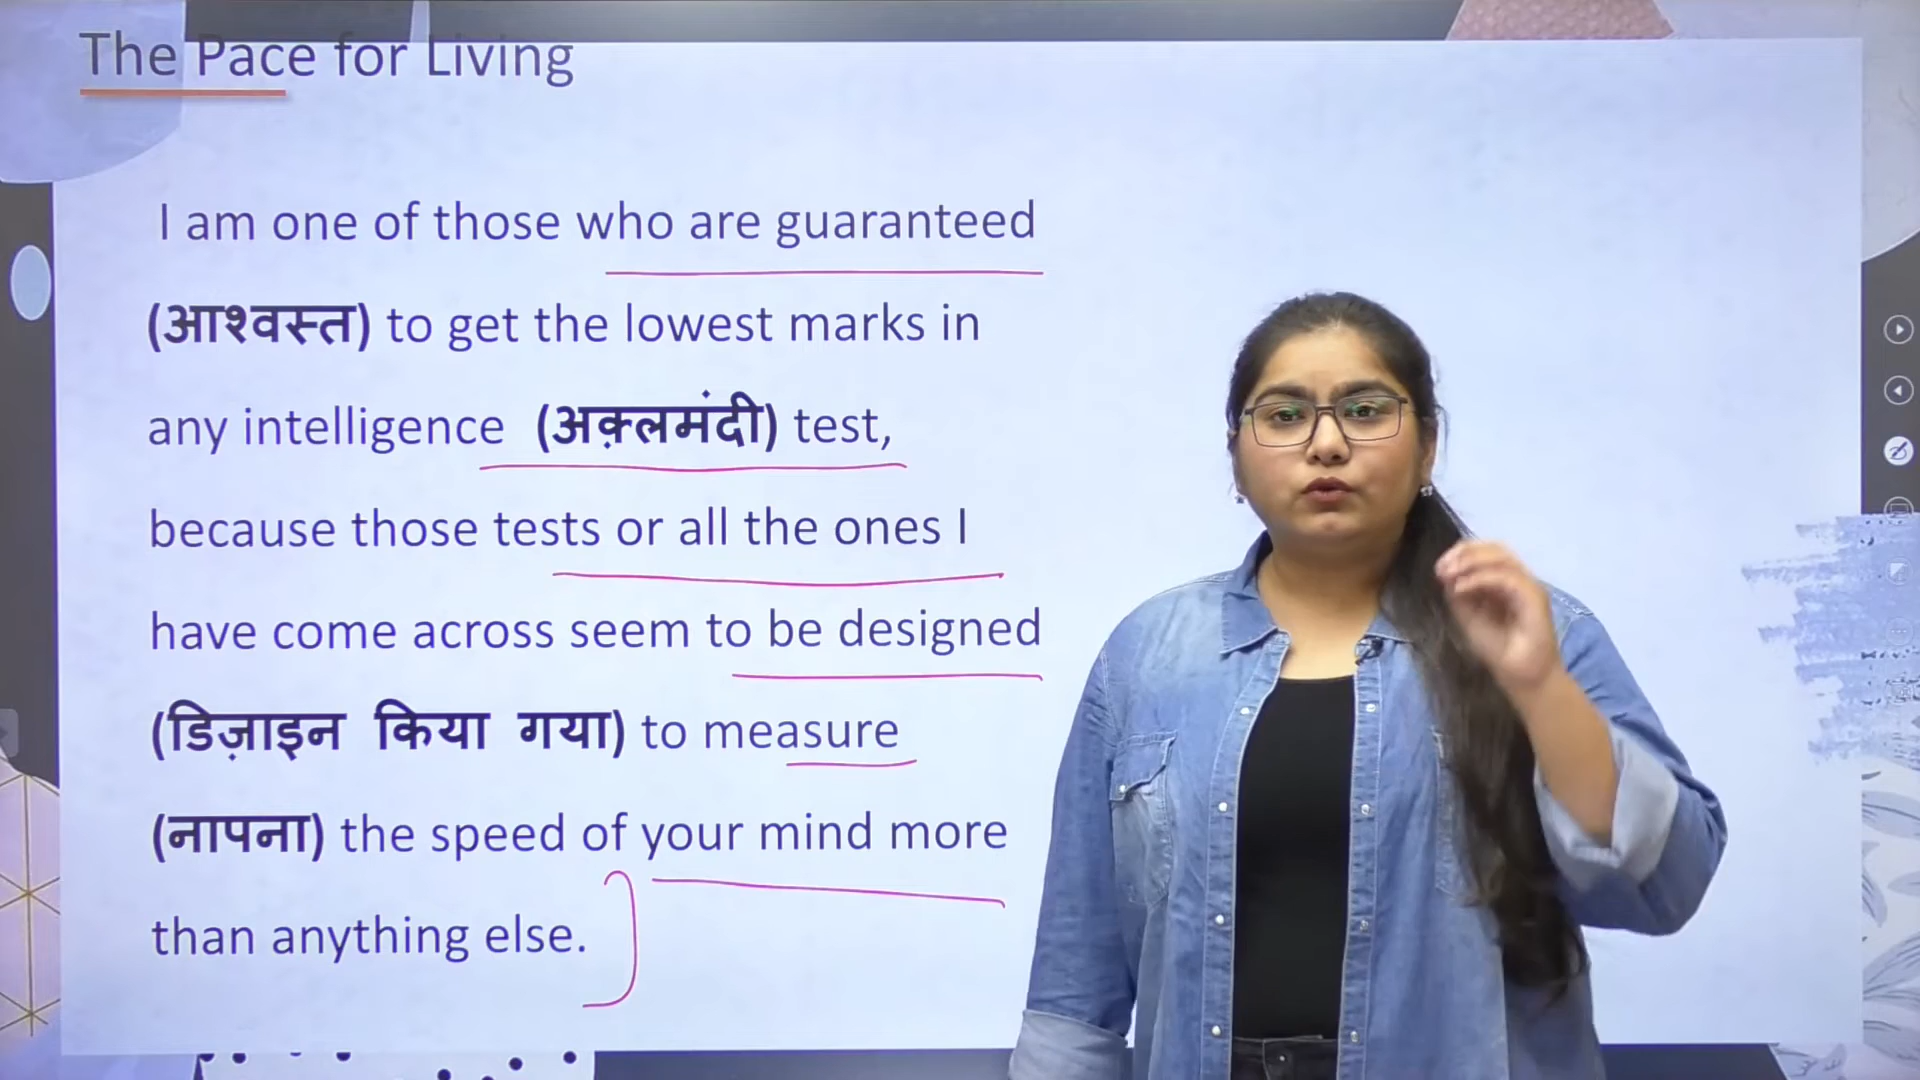 The Pace for Living
I am one of those who are guaranteed
(आश्वस्त) to get the lowest marks in
any intelligence (अक़्लमंदी) test,
because those tests or all the ones I
have come across seem to be designed
(डिज़ाइन किया गया) to measure
(नापना) the speed of your mind more
than anything else.